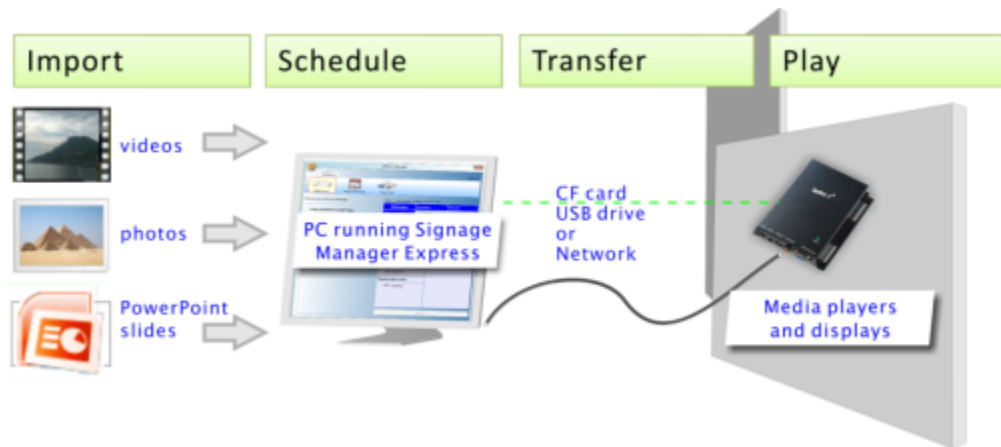 Import
Schedule
Transfer
Play
videos
photos
PowerPoint
slides
PC running Signage
Manager Express
CF card
USB drive
or
Network
Media players
and displays